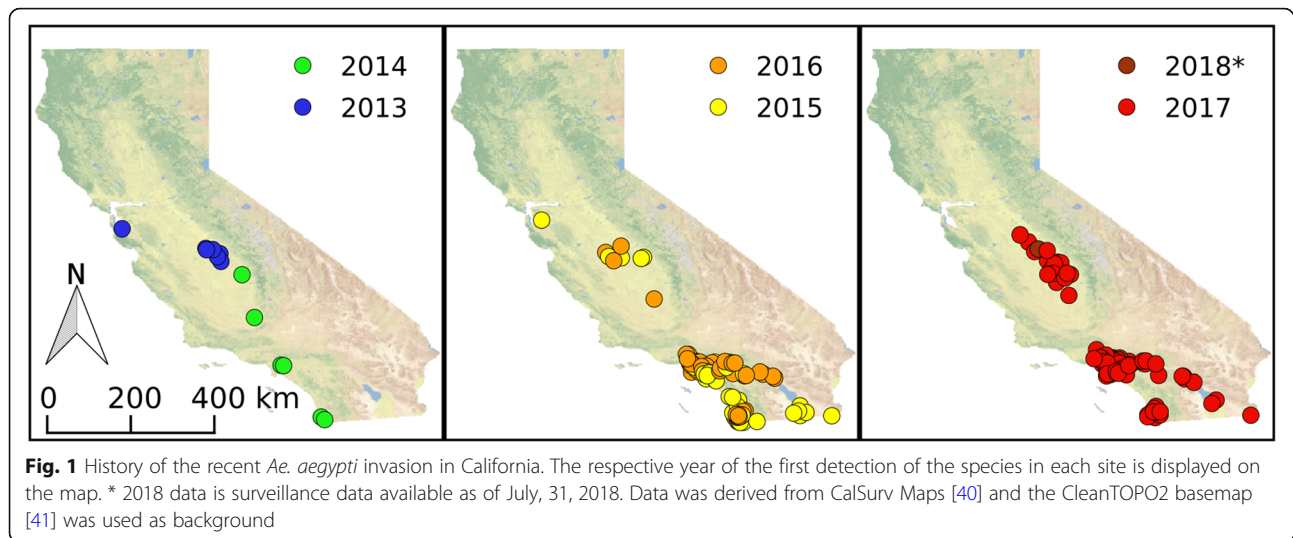 2014
2013
N
0 200 400 km
2016
2015
2018*
2017
Fig. 1 History of the recent Ae. aegypti invasion in California. The respective year of the first detection of the species in each site is displayed on
the map. * 2018 data is surveillance data available as of July, 31, 2018. Data was derived from CalSurv Maps [40] and the CleanTOPO2 basemap
[41] was used as background